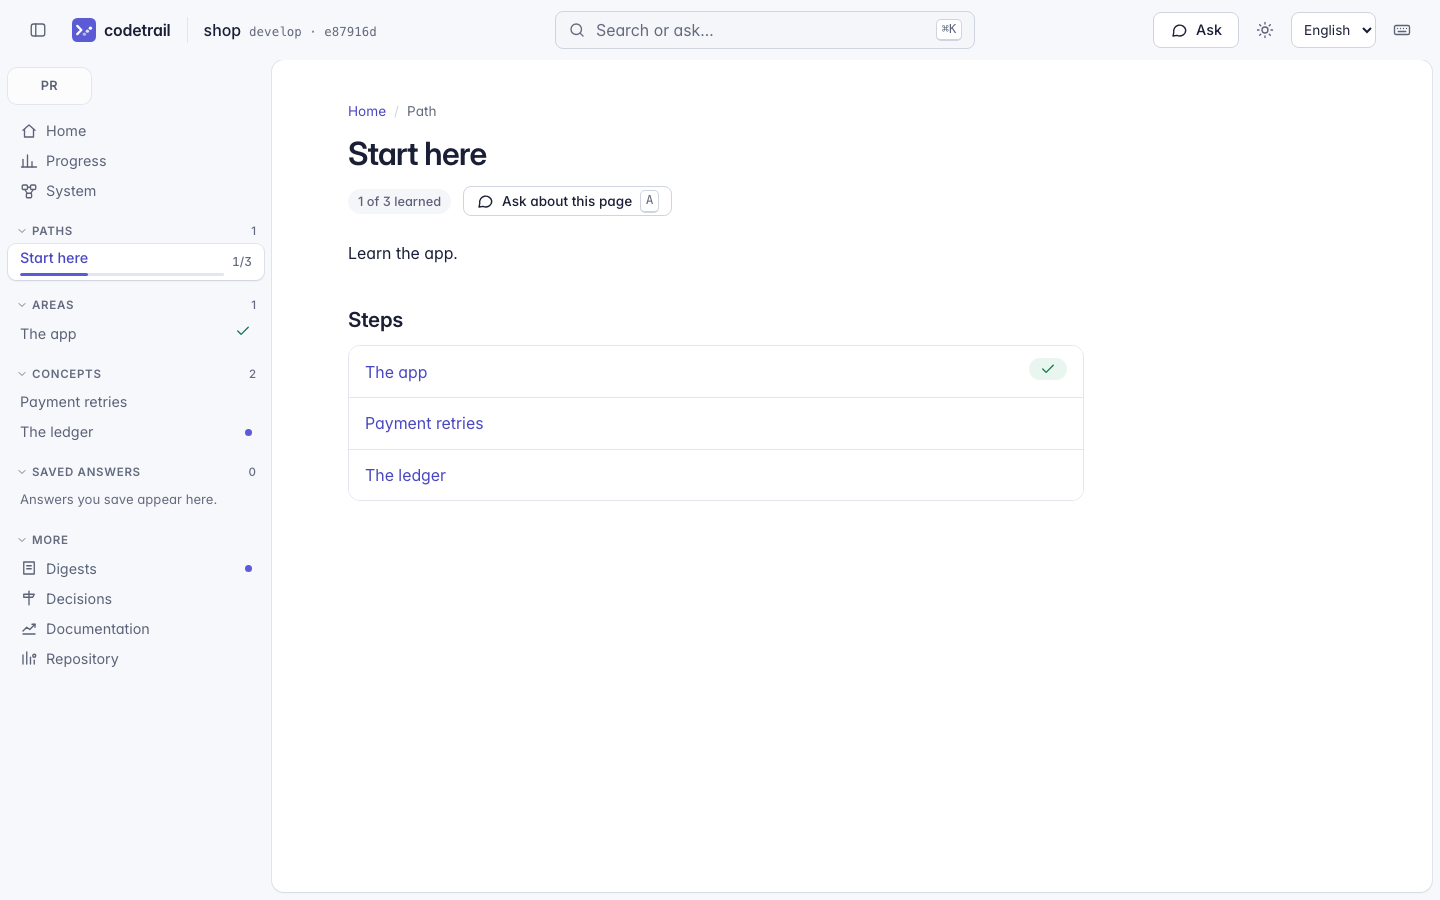 codetrail
shop develop · e87916d
Search or ask...
⌘K
Ask
English
PR
Home
Progress
System
PATHS 1
Start here 1/3
AREAS 1
The app
CONCEPTS 2
Payment retries
The ledger
SAVED ANSWERS 0
Answers you save appear here.
MORE
Digests
Decisions
Documentation
Repository
Home / Path
Start here
1 of 3 learned
Ask about this page A
Learn the app.
Steps
The app
Payment retries
The ledger